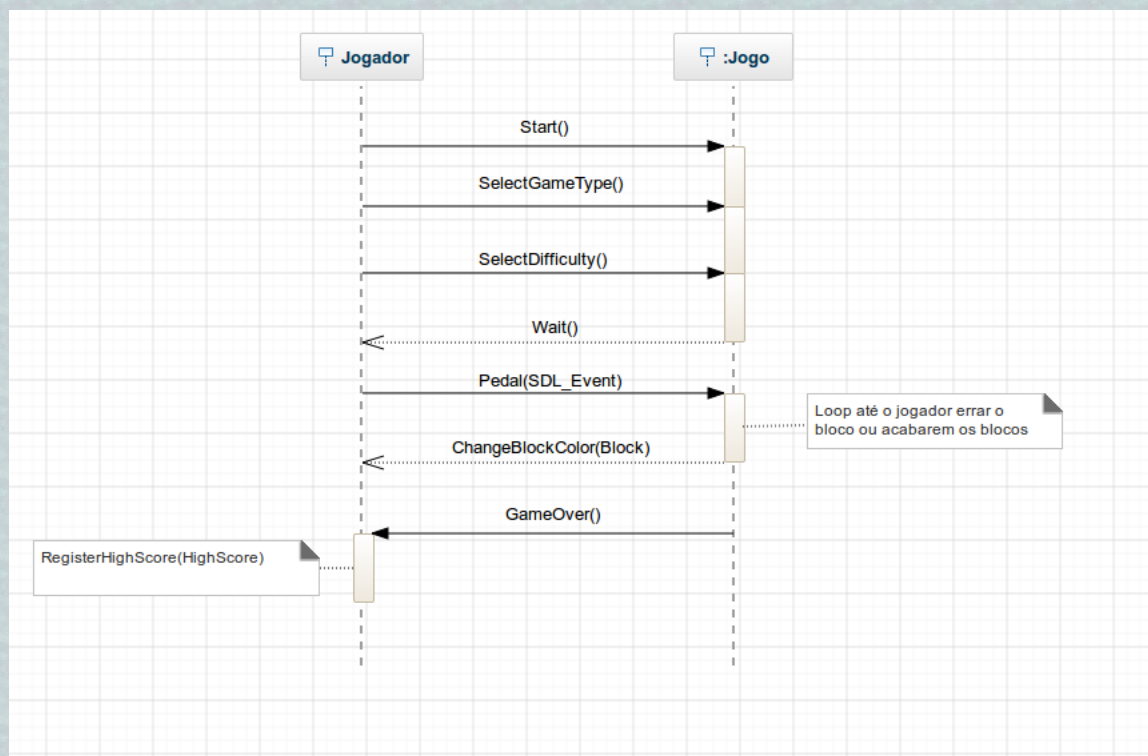 Jogador
:Jogo
Start()
SelectGameType()
SelectDifficulty()
Wait()
Pedal(SDL_Event)
Loop até o jogador errar o
bloco ou acabarem os blocos
ChangeBlockColor(Block)
GameOver()
RegisterHighScore(HighScore)